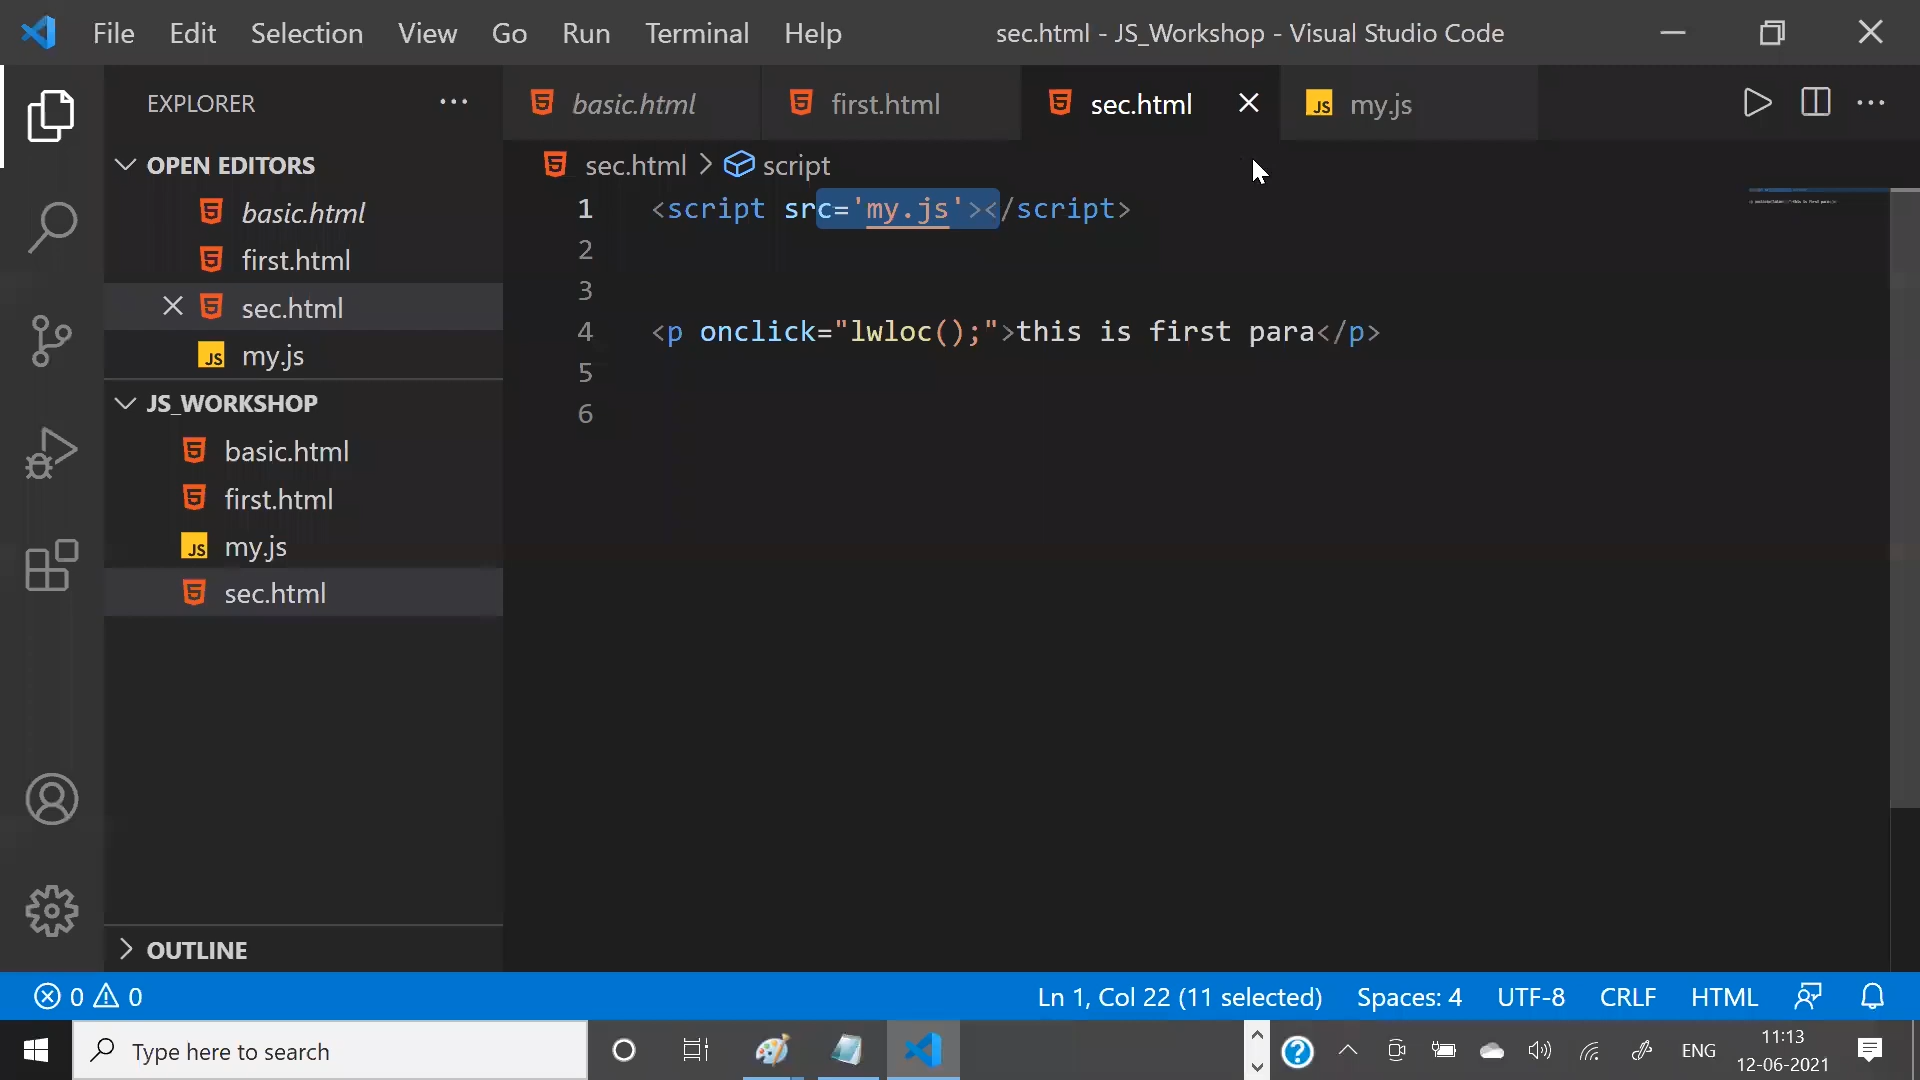 File Edit Selection View Go Run Terminal Help sec.html - JS_Workshop - Visual Studio Code
EXPLORER
basic.html first.html sec.html JS my.js
OPEN EDITORS
sec.html > script
basic.html
first.html
sec.html
JS my.js
JS_WORKSHOP
basic.html
first.html
JS my.js
sec.html
OUTLINE
1 <script src='my.js'></script>
2
3
4 <p onclick="lwloc();">this is first para</p>
5
6
0 0 Ln 1, Col 22 (11 selected) Spaces: 4 UTF-8 CRLF HTML
Type here to search ENG 11:13
12-06-2021